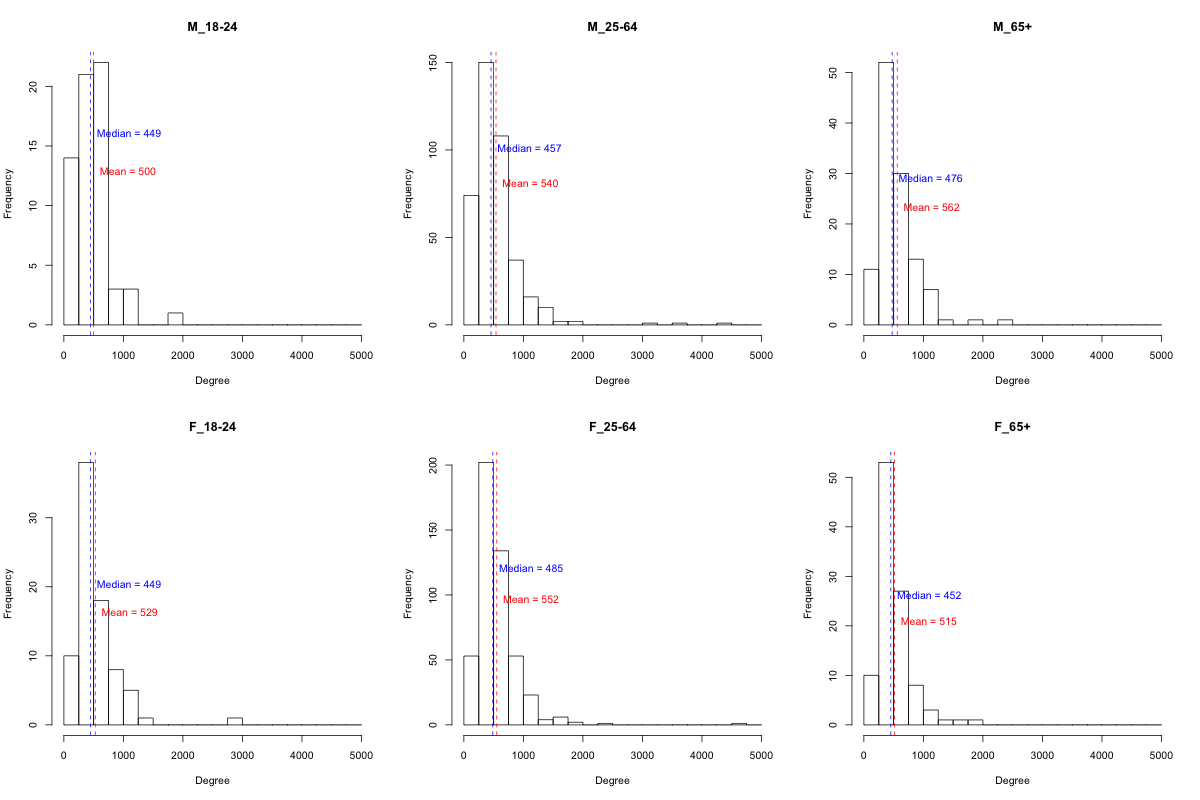 M_18-24
Frequency
0
5
10
15
20
Median = 449
Mean = 500
0 1000 2000 3000 4000 5000
Degree
M_25-64
Frequency
0
50
100
150
Median = 457
Mean = 540
0 1000 2000 3000 4000 5000
Degree
M_65+
Frequency
0
10
20
30
40
50
Median = 476
Mean = 562
0 1000 2000 3000 4000 5000
Degree
F_18-24
Frequency
0
10
20
30
Median = 449
Mean = 529
0 1000 2000 3000 4000 5000
Degree
F_25-64
Frequency
0
50
100
150
200
Median = 485
Mean = 552
0 1000 2000 3000 4000 5000
Degree
F_65+
Frequency
0
10
20
30
40
50
Median = 452
Mean = 515
0 1000 2000 3000 4000 5000
Degree